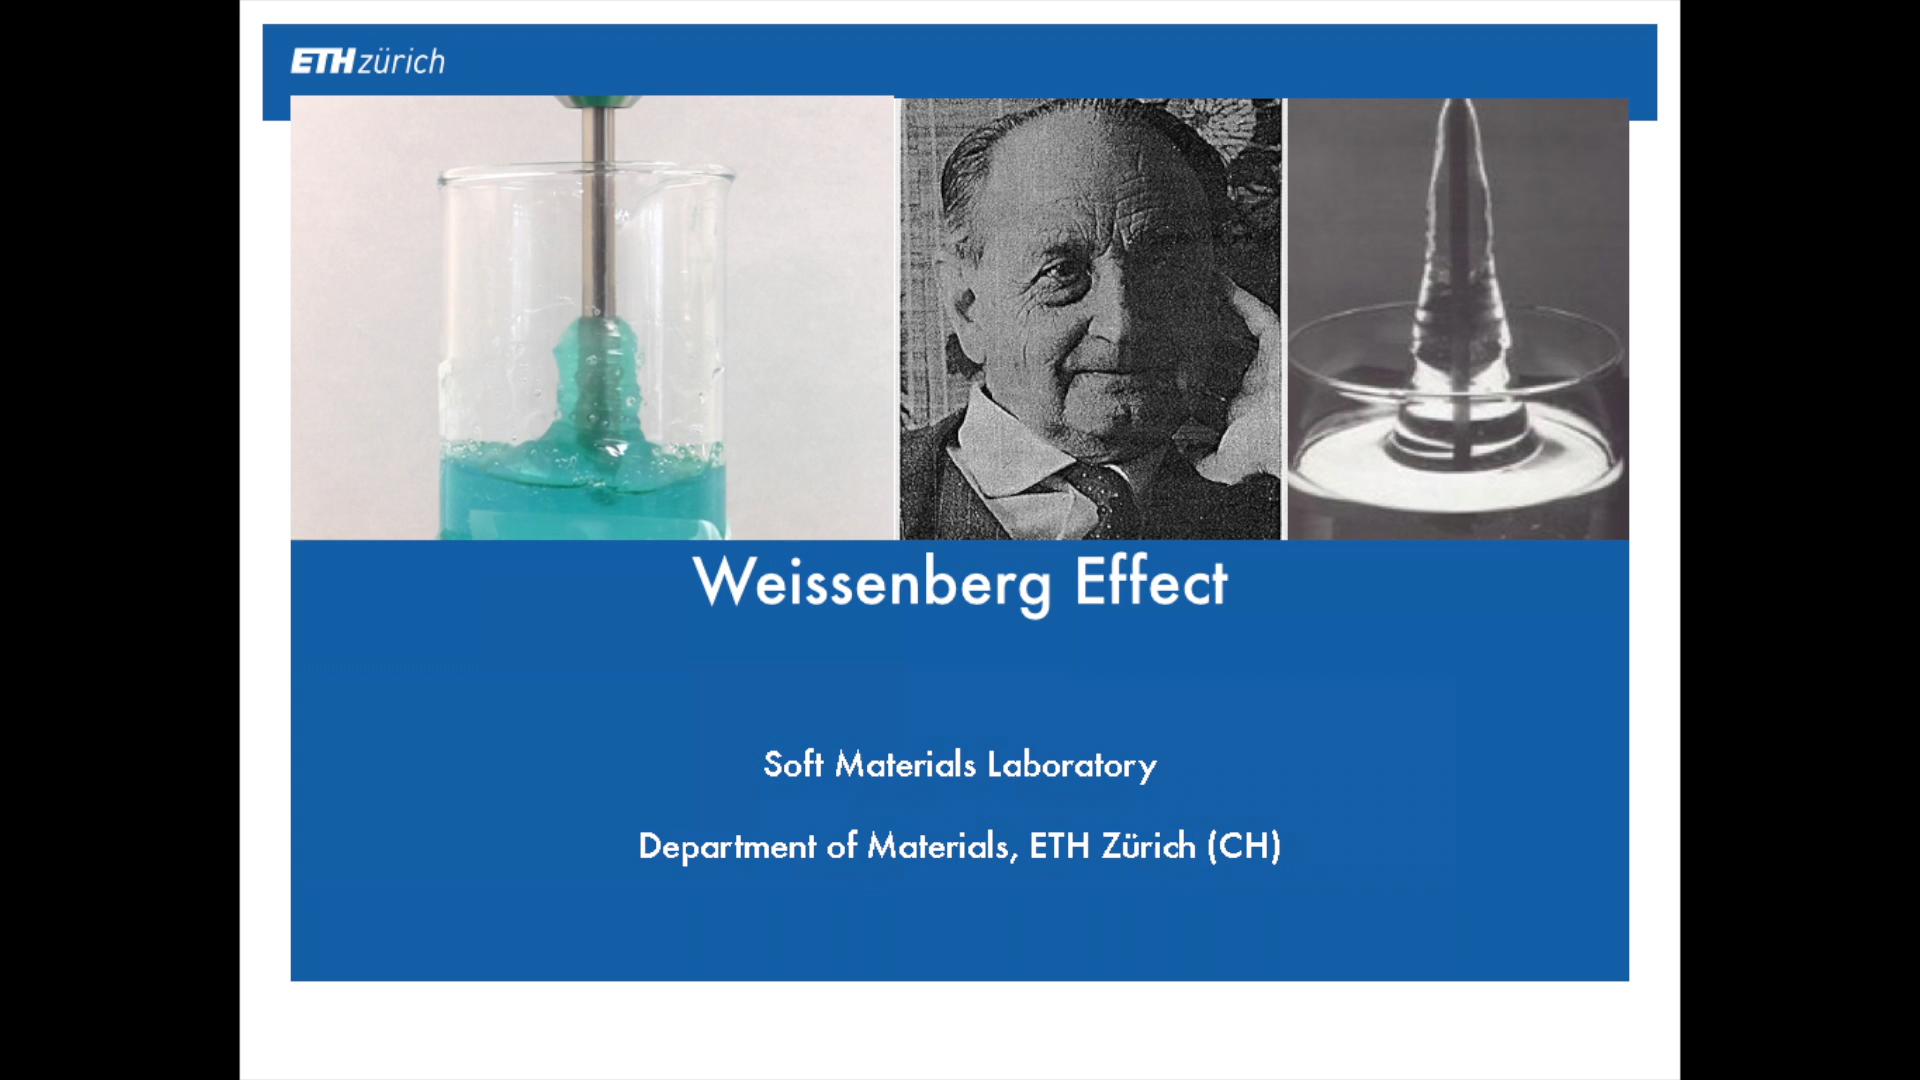 ETH zürich
Weissenberg Effect
Soft Materials Laboratory
Department of Materials, ETH Zürich (CH)